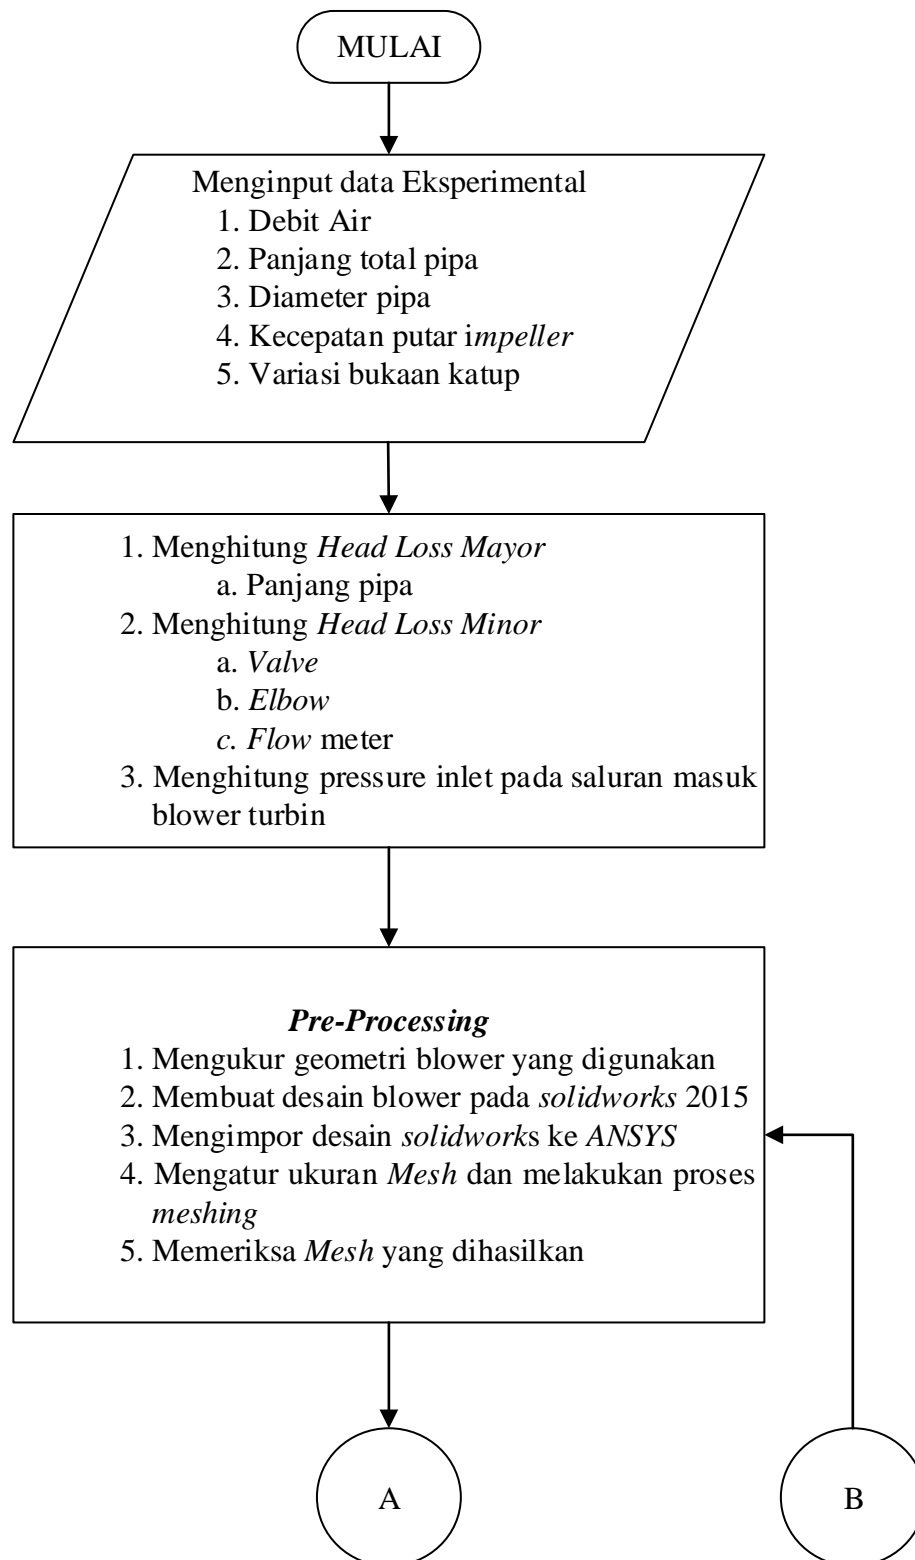 MULAI
Menginput data Eksperimental
1. Debit Air
2. Panjang total pipa
3. Diameter pipa
4. Kecepatan putar impeller
5. Variasi bukaan katup
1. Menghitung Head Loss Mayor
a. Panjang pipa
2. Menghitung Head Loss Minor
a. Valve
b. Elbow
c. Flow meter
3. Menghitung pressure inlet pada saluran masuk
blower turbin
Pre-Processing
1. Mengukur geometri blower yang digunakan
2. Membuat desain blower pada solidworks 2015
3. Mengimpor desain solidworks ke ANSYS
4. Mengatur ukuran Mesh dan melakukan proses
meshing
5. Memeriksa Mesh yang dihasilkan
A
B